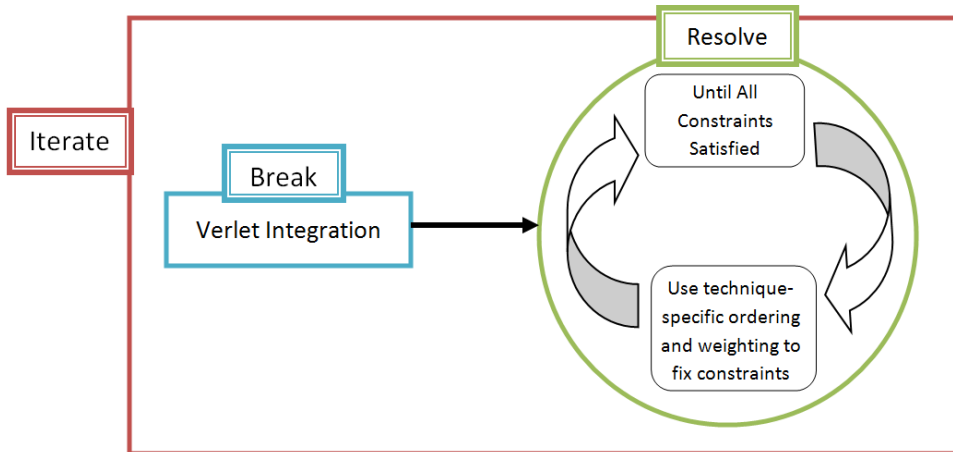 Resolve
Until All
Constraints
Satisfied
Iterate
Break
Verlet Integration
Use technique-
specific ordering
and weighting to
fix constraints